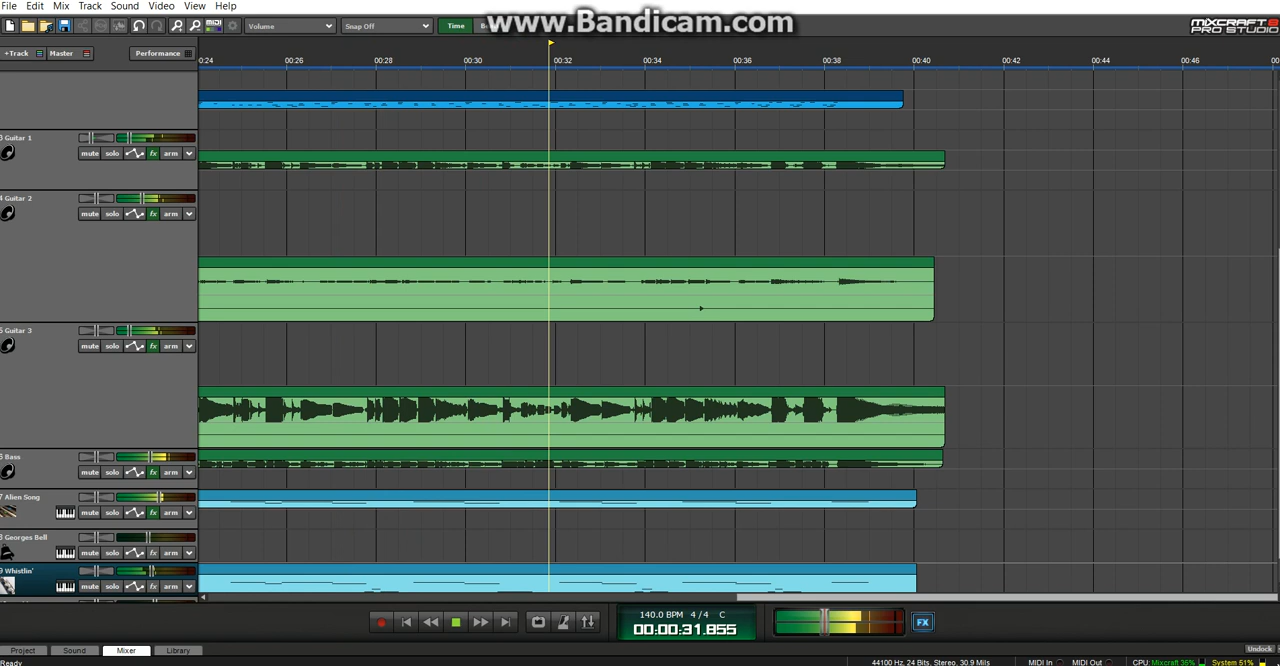 File Edit Mix Track Sound Video View Help
www.Bandicam.com
Volume Snap Off Time
MIXCRAFT 8
PRO STUDIO
+Track Master Performance
0:24 00:26 00:28 00:30 00:32 00:34 00:36 00:38 00:40 00:42 00:44 00:46 00
3 Guitar 1
mute solo fx arm
4 Guitar 2
mute solo fx arm
5 Guitar 3
mute solo fx arm
6 Bass
mute solo fx arm
7 Alien Song
mute solo fx arm
8 Georges Bell
mute solo fx arm
9 Whistlin'
mute solo fx arm
140.0 BPM 4 / 4 C
00:00:31.855
FX
Project Sound Mixer Library
Undock
Ready
44100 Hz, 24 Bits, Stereo, 30.9 Mils MIDI In MIDI Out CPU: Mixcraft 36% System 51%